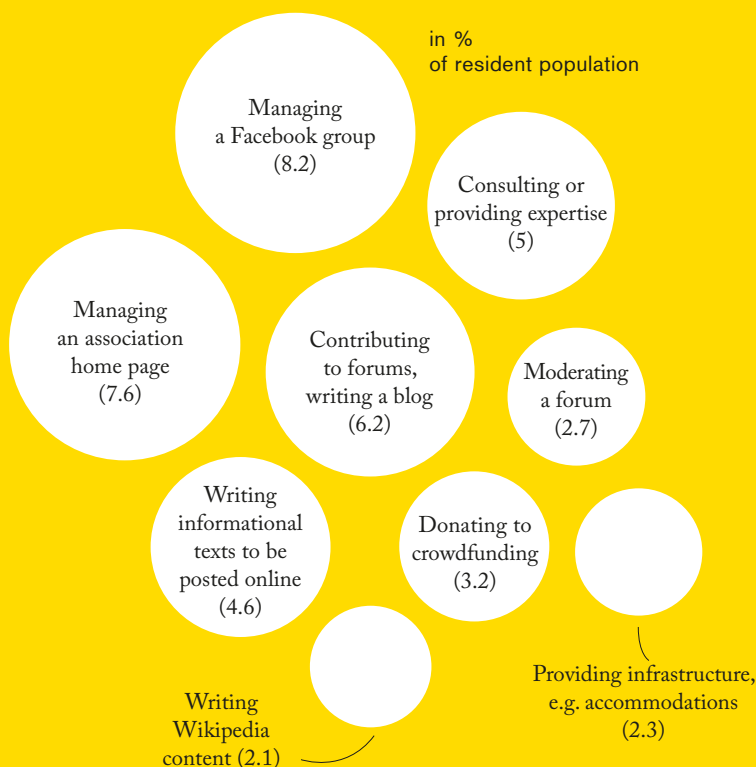 in %
of resident population
Managing
a Facebook group
(8.2)
Consulting or
providing expertise
(5)
Managing
an association
home page
(7.6)
Contributing
to forums,
writing a blog
(6.2)
Moderating
a forum
(2.7)
Writing
informational
texts to be
posted online
(4.6)
Donating to
crowdfunding
(3.2)
Providing infrastructure,
e.g. accommodations
(2.3)
Writing
Wikipedia
content (2.1)